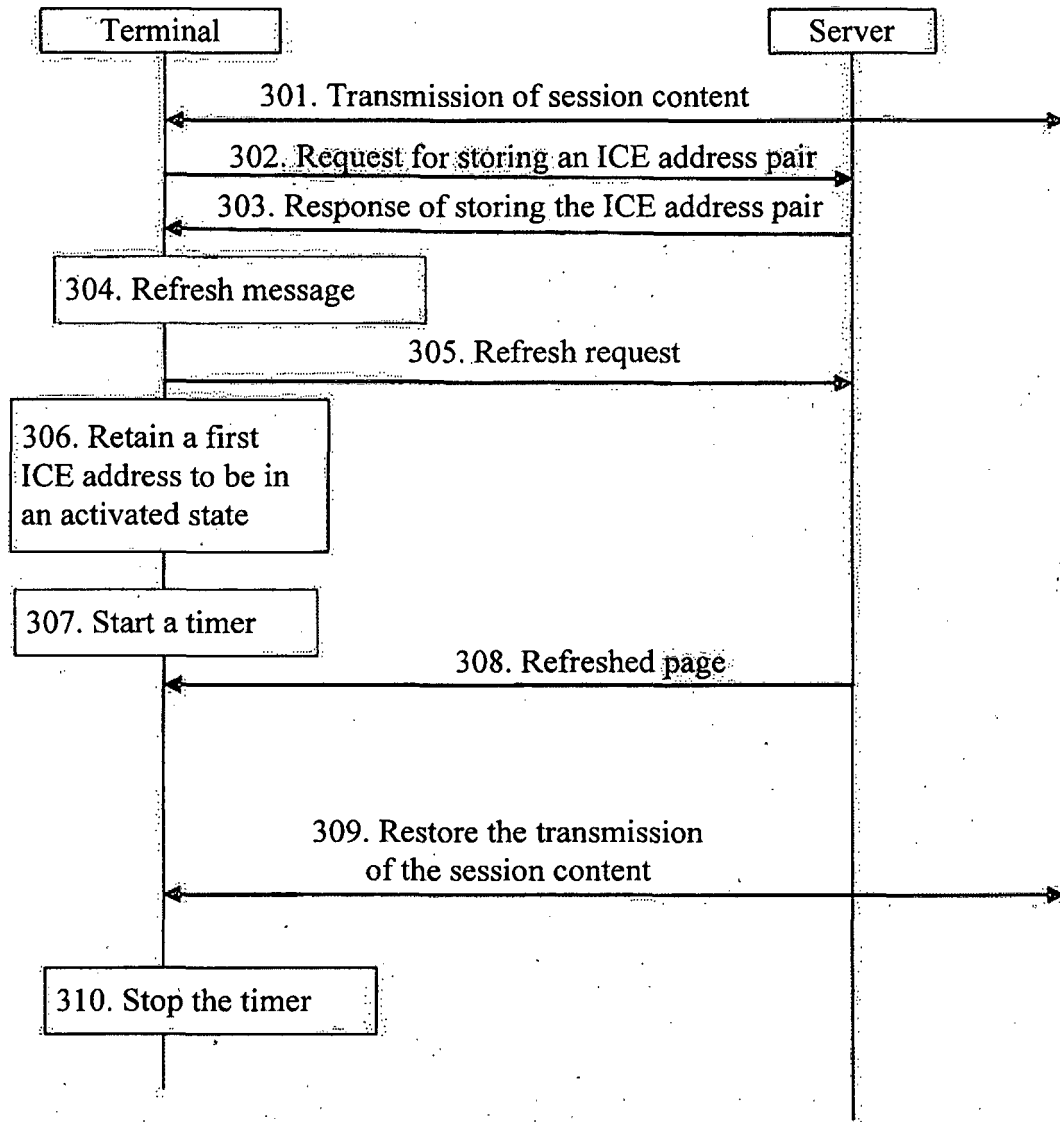 Terminal
Server
301. Transmission of session content
302. Request for storing an ICE address pair
303. Response of storing the ICE address pair
304. Refresh message
305. Refresh request
306. Retain a first
ICE address to be in
an activated state
307. Start a timer
308. Refreshed page
309. Restore the transmission
of the session content
310. Stop the timer